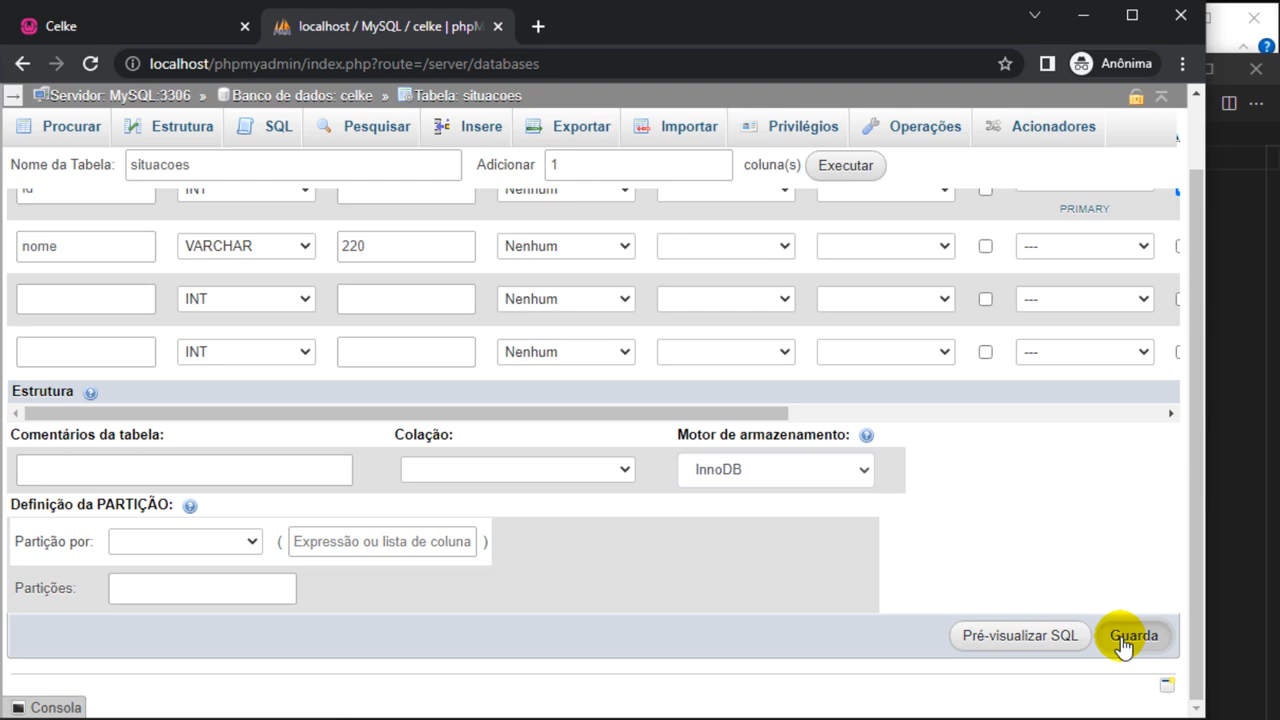 Celke
localhost / MySQL / celke | phpM
localhost/phpmyadmin/index.php?route=/server/databases
Anônima
Servidor: MySQL:3306 » Banco de dados: celke » Tabela: situacoes
Procurar Estrutura SQL Pesquisar Insere Exportar Importar Privilégios Operações Acionadores
Nome da Tabela: situacoes Adicionar 1 coluna(s) Executar
id INT Nenhum
PRIMARY
nome VARCHAR 220 Nenhum ---
INT Nenhum ---
INT Nenhum ---
Estrutura
Comentários da tabela: Colação: Motor de armazenamento:
InnoDB
Definição da PARTIÇÃO:
Partição por: ( Expressão ou lista de coluna )
Partições:
Pré-visualizar SQL Guarda
Consola